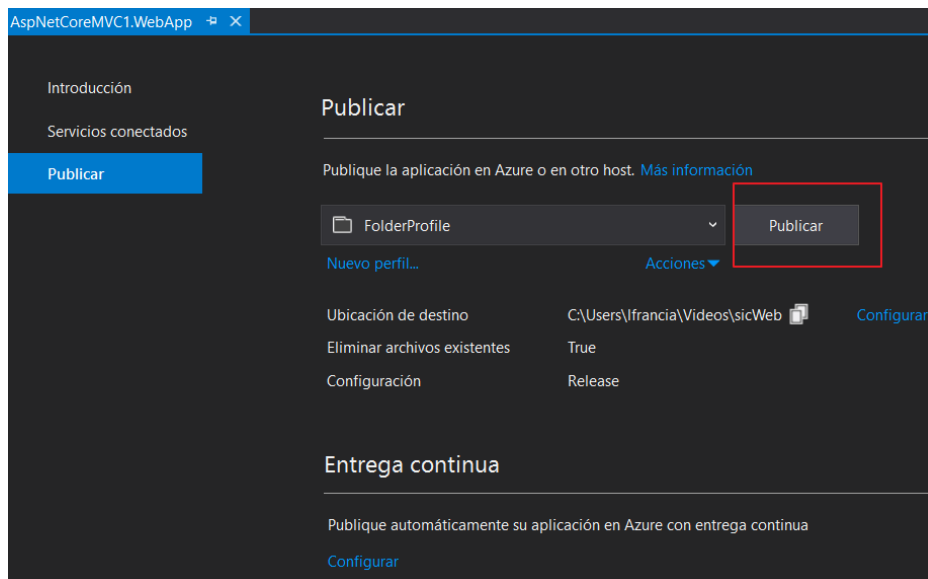 AspNetCoreMVC1.WebApp
Introducción
Servicios conectados
Publicar
Publicar
Publique la aplicación en Azure o en otro host. Más información
FolderProfile
Publicar
Nuevo perfil...
Acciones
Ubicación de destino C:\Users\lfrancia\Videos\sicWeb Configurar
Eliminar archivos existentes True
Configuración Release
Entrega continua
Publique automáticamente su aplicación en Azure con entrega continua
Configurar